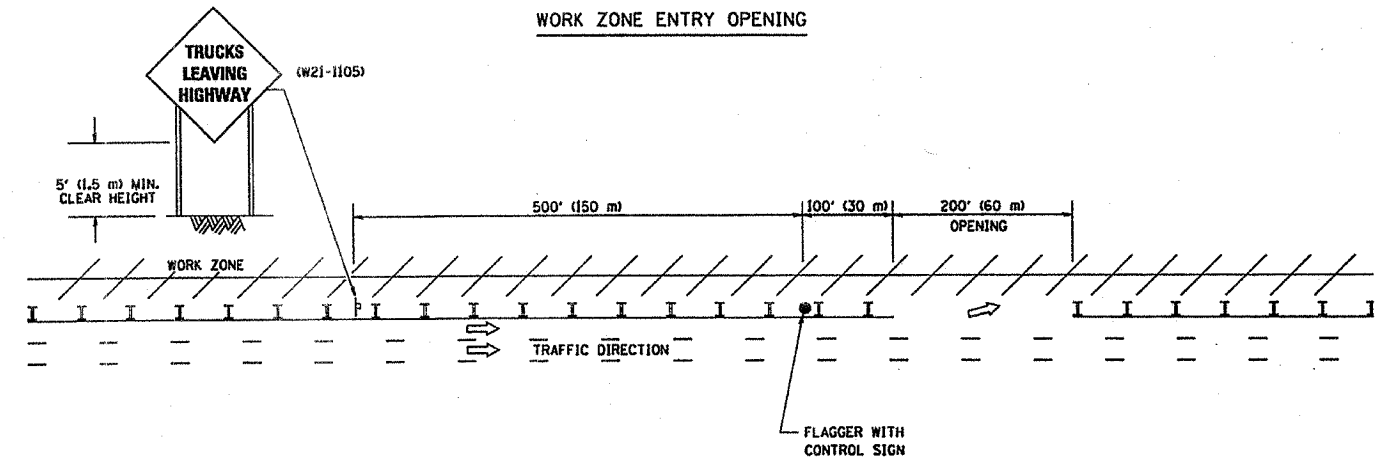 WORK ZONE ENTRY OPENING
TRUCKS
LEAVING
HIGHWAY
(W21-1105)
5' (1.5 m) MIN.
CLEAR HEIGHT
500' (150 m)
100' (30 m)
200' (60 m)
OPENING
WORK ZONE
TRAFFIC DIRECTION
FLAGGER WITH
CONTROL SIGN